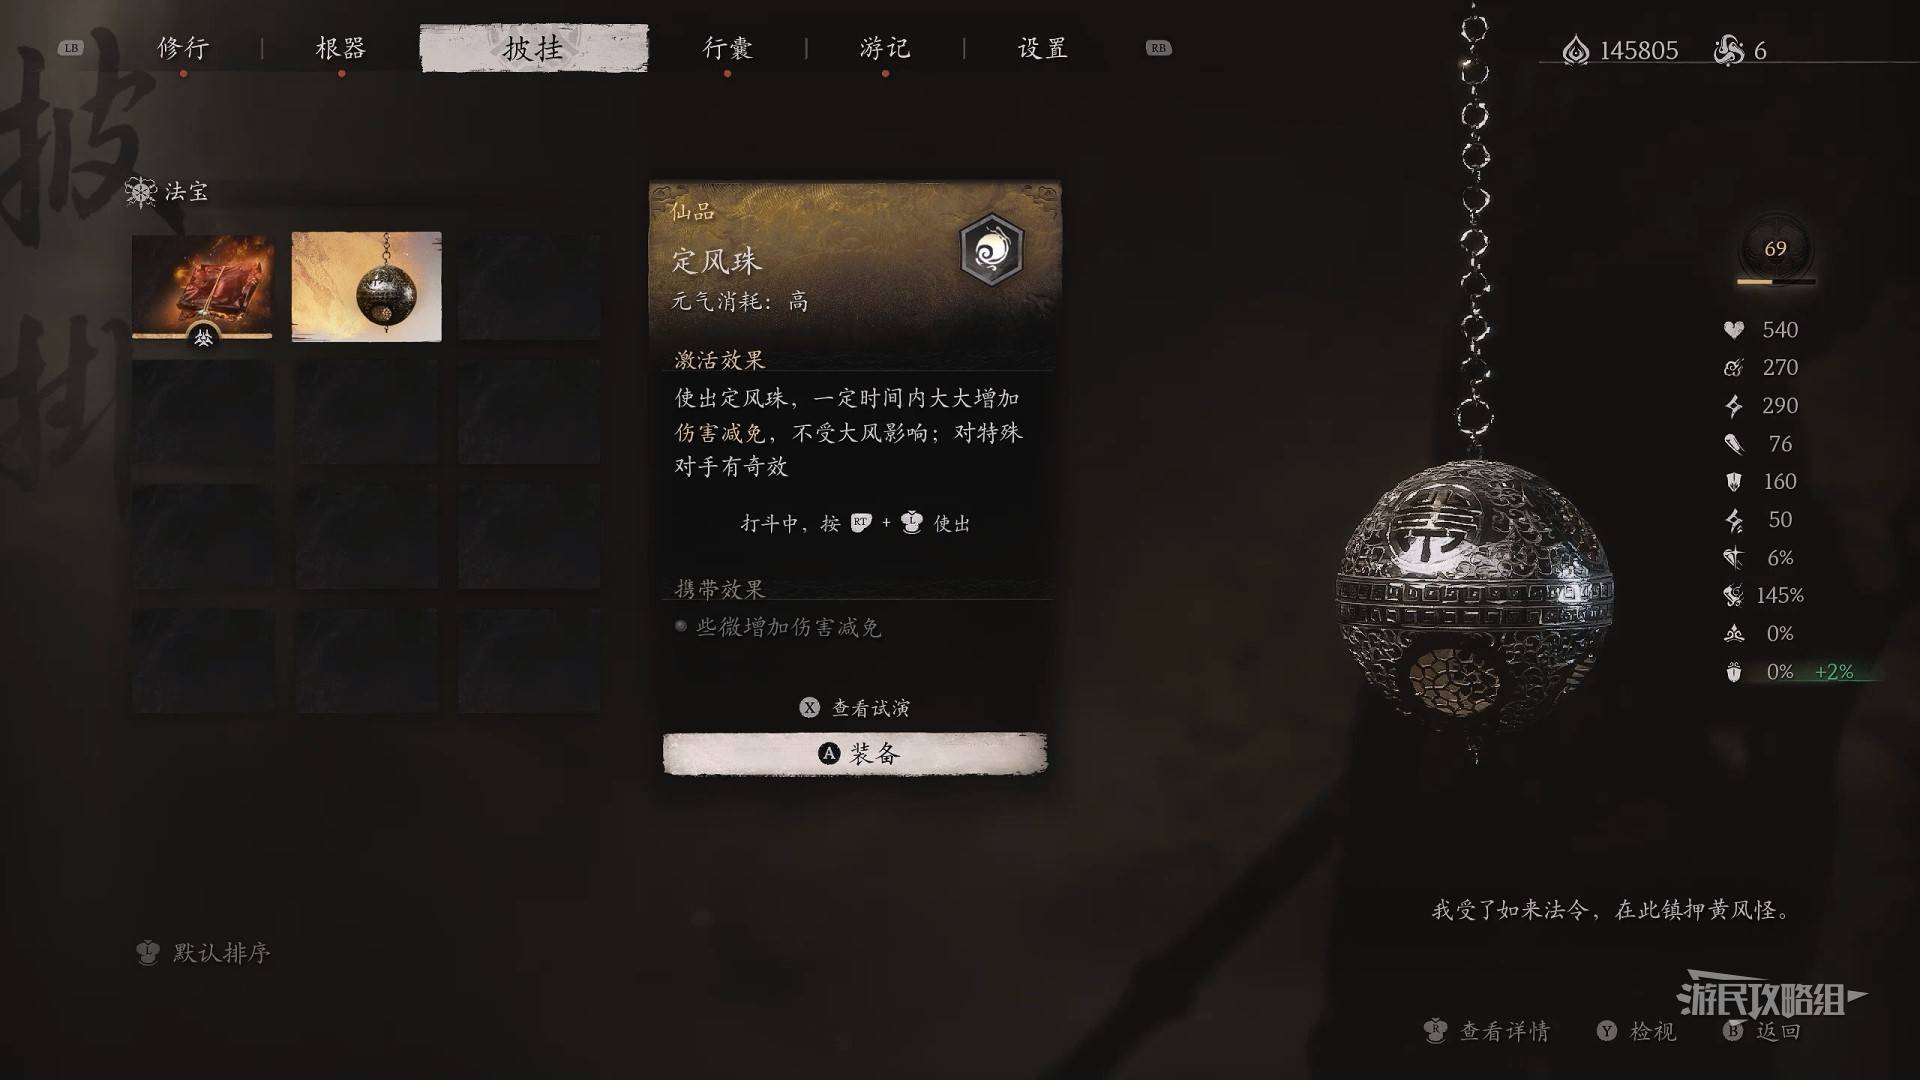 LB 修行 根器 披挂 行囊 游记 设置 RB
145805 6
披挂
法宝
仙品
定风珠
元气消耗：高
激活效果
使出定风珠，一定时间内大大增加
伤害减免，不受大风影响；对特殊
对手有奇效
打斗中，按 RT + L 使出
携带效果
些微增加伤害减免
X 查看试演
A 装备
69
540
270
290
76
160
50
6%
145%
0%
0% +2%
我受了如来法令，在此镇押黄风怪。
L 默认排序
游民攻略组
R 查看详情 Y 检视 B 返回